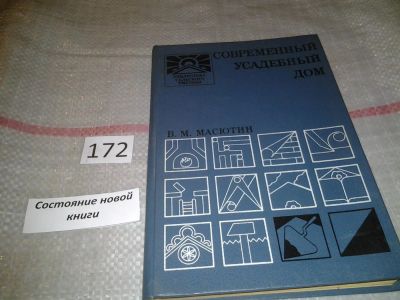 СОВРЕМЕННЫЙ
УСАДЕБНЫЙ
ДОМ
В. М. МАСЮТИН
172
Состояние новой
книги